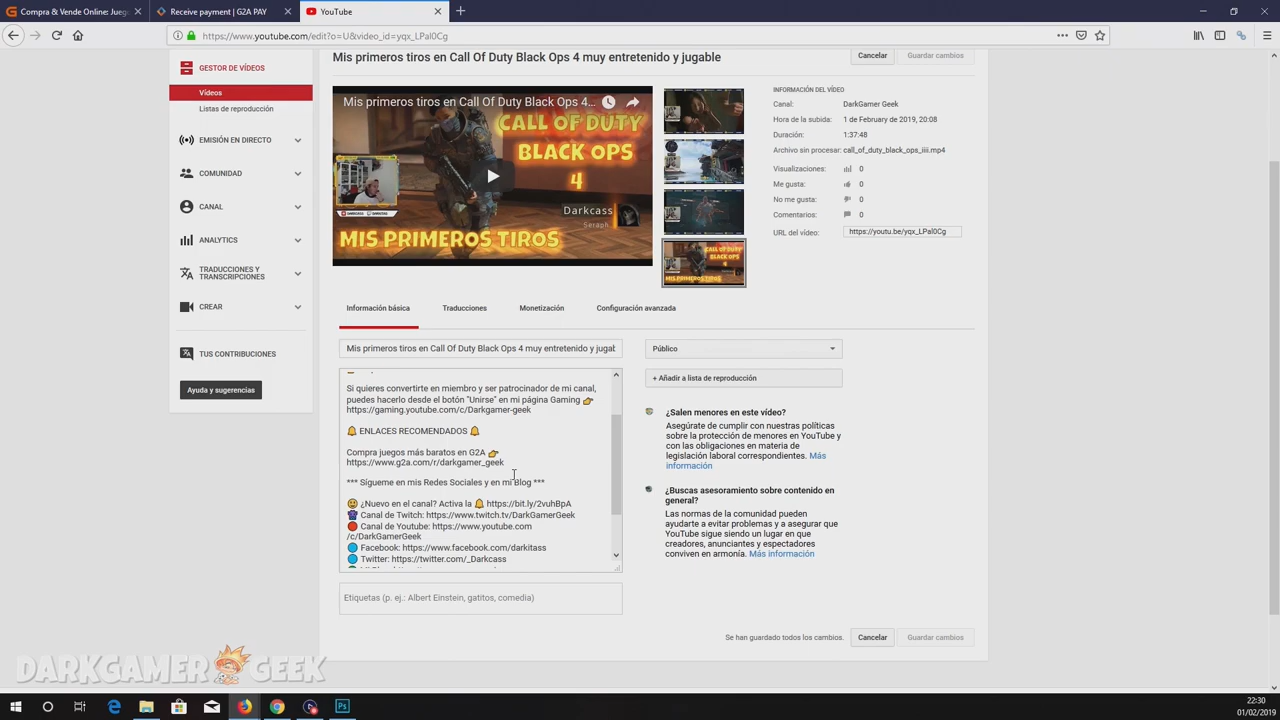 Compra & Vende Online: Jueg
Receive payment | G2A PAY
YouTube
https://www.youtube.com/edit?o=U&video_id=yqx_LPal0Cg
GESTOR DE VÍDEOS
Vídeos
Listas de reproducción
EMISIÓN EN DIRECTO
COMUNIDAD
CANAL
ANALYTICS
TRADUCCIONES Y
TRANSCRIPCIONES
CREAR
TUS CONTRIBUCIONES
Ayuda y sugerencias
Mis primeros tiros en Call Of Duty Black Ops 4 muy entretenido y jugable
Cancelar
Guardar cambios
Mis primeros tiros en Call Of Duty Black Ops 4...
CALL OF DUTY
BLACK OPS
4
Darkcass
Seraph
MIS PRIMEROS TIROS
INFORMACIÓN DEL VÍDEO
Canal: DarkGamer Geek
Hora de la subida: 1 de February de 2019, 20:08
Duración: 1:37:48
Archivo sin procesar: call_of_duty_black_ops_iiii.mp4
Visualizaciones: 0
Me gusta: 0
No me gusta: 0
Comentarios: 0
URL del vídeo: https://youtu.be/yqx_LPal0Cg
Información básica
Traducciones
Monetización
Configuración avanzada
Mis primeros tiros en Call Of Duty Black Ops 4 muy entretenido y jugat
Público
+ Añadir a lista de reproducción
Si quieres convertirte en miembro y ser patrocinador de mi canal,
puedes hacerlo desde el botón "Unirse" en mi página Gaming 👉
https://gaming.youtube.com/c/Darkgamer-geek
🔔 ENLACES RECOMENDADOS 🔔
Compra juegos más baratos en G2A 👉
https://www.g2a.com/r/darkgamer_geek
*** Sígueme en mis Redes Sociales y en mi Blog ***
¿Nuevo en el canal? Activa la 🔔 https://bit.ly/2vuhBpA
Canal de Twitch: https://www.twitch.tv/DarkGamerGeek
Canal de Youtube: https://www.youtube.com
/c/DarkGamerGeek
Facebook: https://www.facebook.com/darkitass
Twitter: https://twitter.com/_Darkcass
Etiquetas (p. ej.: Albert Einstein, gatitos, comedia)
¿Salen menores en este vídeo?
Asegúrate de cumplir con nuestras políticas
sobre la protección de menores en YouTube y
con las obligaciones en materia de
legislación laboral correspondientes. Más
información
¿Buscas asesoramiento sobre contenido en
general?
Las normas de la comunidad pueden
ayudarte a evitar problemas y a asegurar que
YouTube sigue siendo un lugar en que
creadores, anunciantes y espectadores
conviven en armonía. Más información
Se han guardado todos los cambios.
Cancelar
Guardar cambios
DARKGAMER GEEK
22:30
01/02/2019